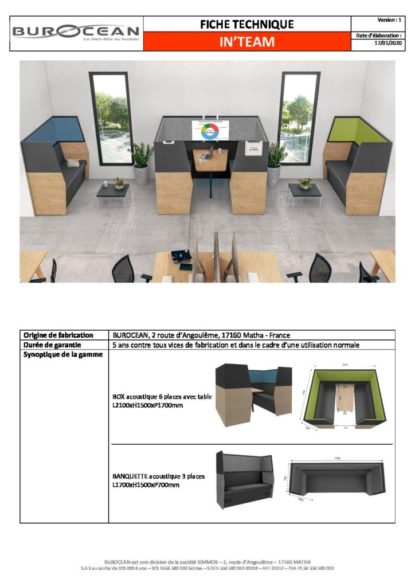 BUROCEAN
Le bien-être au bureau
FICHE TECHNIQUE
IN'TEAM
Version : 1
Date d'élaboration :
17/01/2020
Origine de fabrication
BUROCEAN, 2 route d'Angoulême, 17160 Matha - France
Durée de garantie
5 ans contre tous vices de fabrication et dans le cadre d'une utilisation normale
Synoptique de la gamme
BOX acoustique 6 places avec table
L2100xH1500xP1700mm
BANQUETTE acoustique 3 places
L1700xH1500xP700mm
BUROCEAN est une division de la société SIMMOB – 2, route d'Angoulême – 17160 MATHA